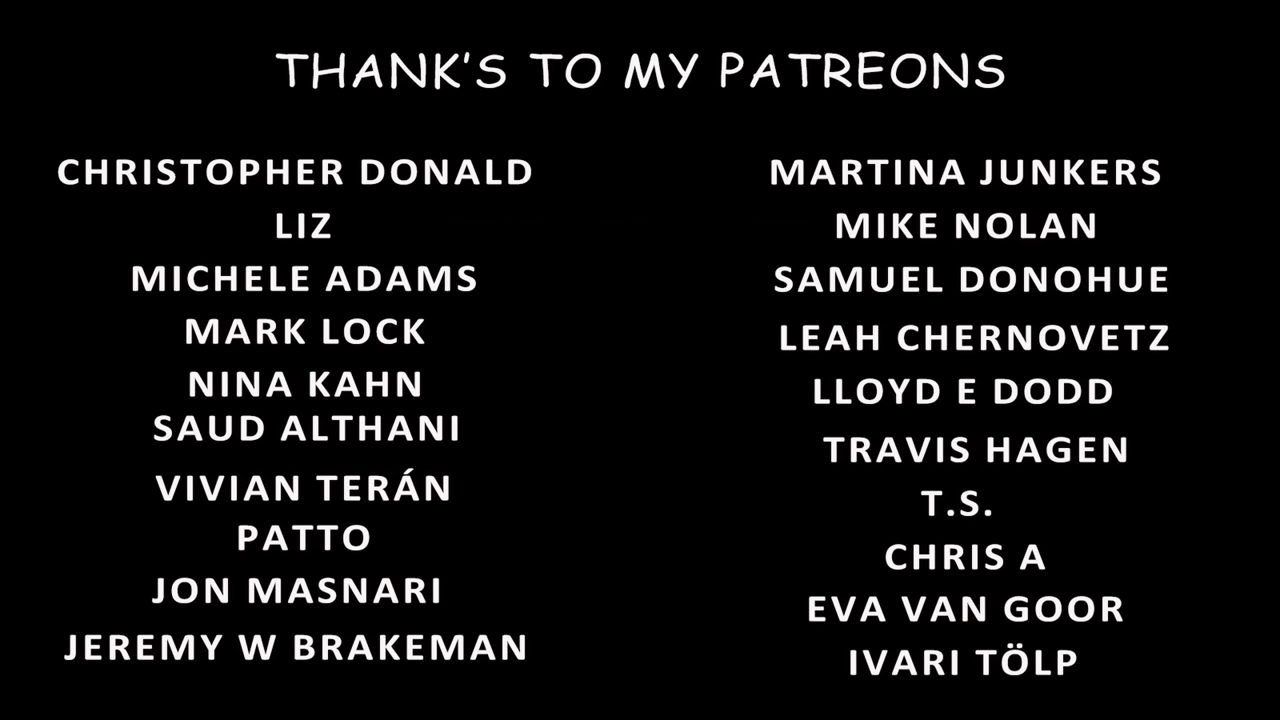 THANK'S TO MY PATREONS
CHRISTOPHER DONALD
LIZ
MICHELE ADAMS
MARK LOCK
NINA KAHN
SAUD ALTHANI
VIVIAN TERÁN
PATTO
JON MASNARI
JEREMY W BRAKEMAN
MARTINA JUNKERS
MIKE NOLAN
SAMUEL DONOHUE
LEAH CHERNOVETZ
LLOYD E DODD
TRAVIS HAGEN
T.S.
CHRIS A
EVA VAN GOOR
IVARI TÖLP